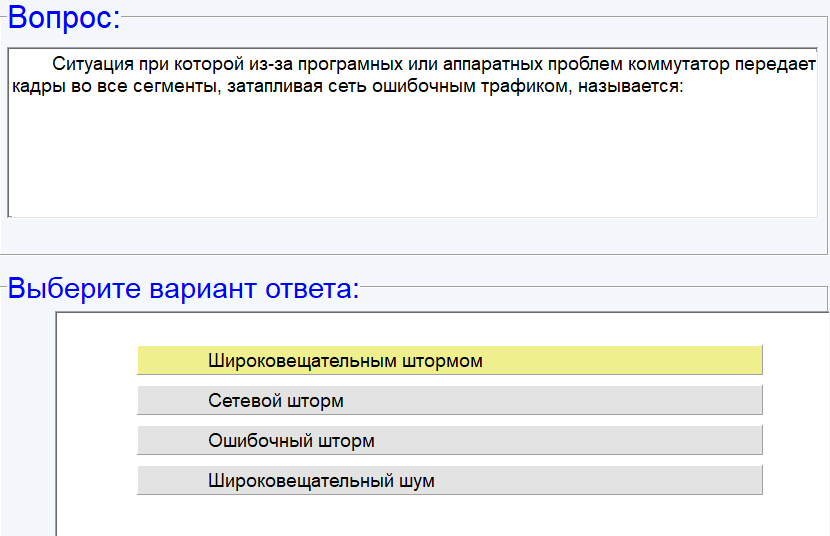 Вопрос:
Ситуация при которой из-за програмных или аппаратных проблем коммутатор передает
кадры во все сегменты, затапливая сеть ошибочным трафиком, называется:
Выберите вариант ответа:
Широковещательным штормом
Сетевой шторм
Ошибочный шторм
Широковещательный шум